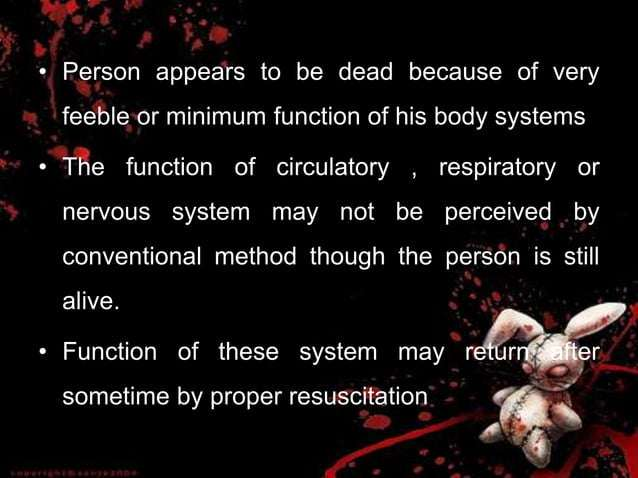 • Person appears to be dead because of very
feeble or minimum function of his body systems
• The function of circulatory , respiratory or
nervous system may not be perceived by
conventional method though the person is still
alive.
• Function of these system may return after
sometime by proper resuscitation